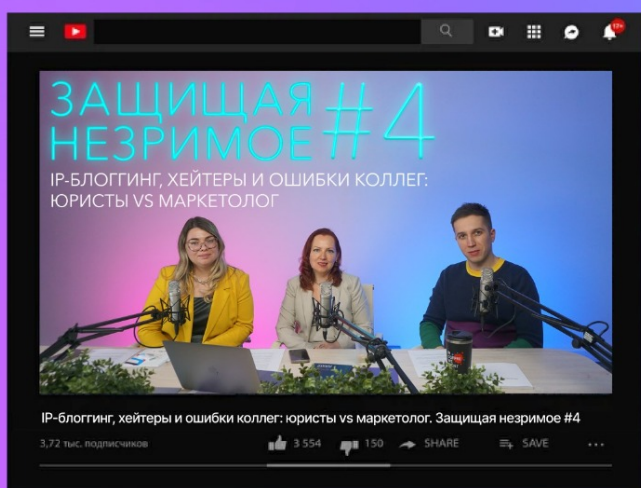 ЗАЩИЩАЯ
НЕЗРИМОЕ #4
IP-БЛОГГИНГ, ХЕЙТЕРЫ И ОШИБКИ КОЛЛЕГ:
ЮРИСТЫ VS МАРКЕТОЛОГ
IP-блоггинг, хейтеры и ошибки коллег: юристы vs маркетолог. Защищая незримое #4
3,72 тыс. подписчиков
3 554
150
SHARE
SAVE